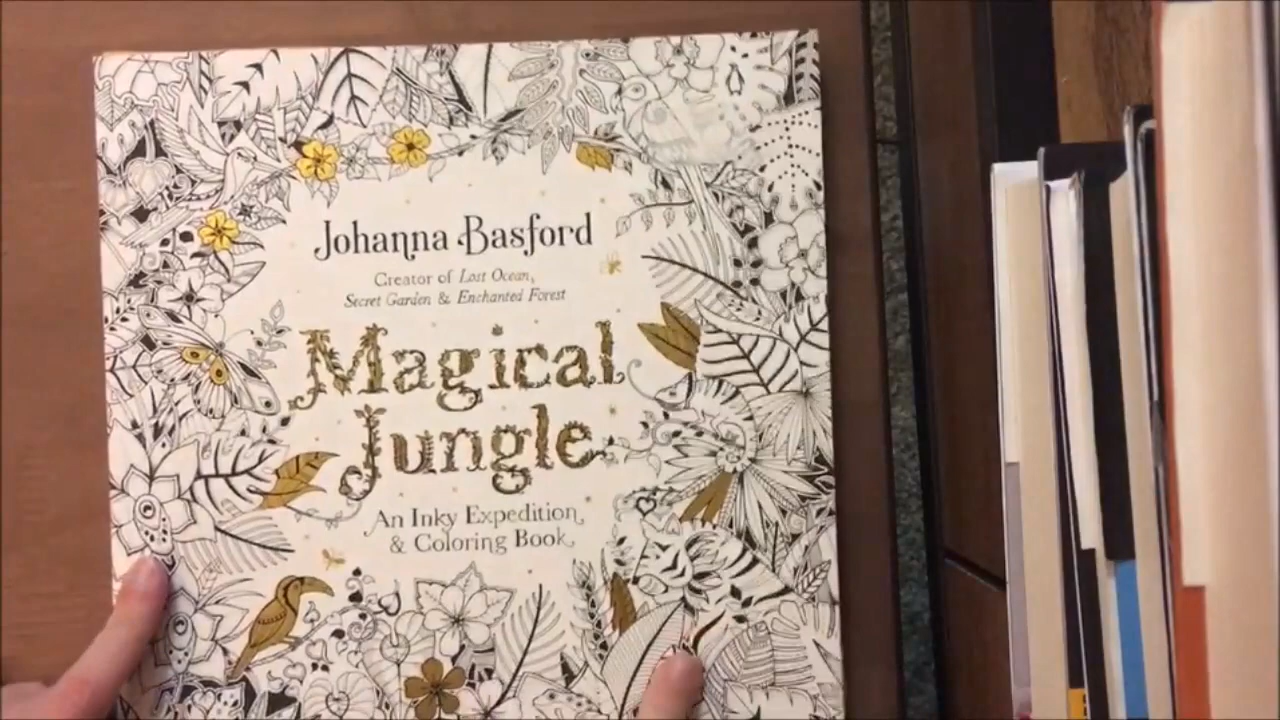 Johanna Basford
Creator of Lost Ocean,
Secret Garden & Enchanted Forest
Magical
Jungle
An Inky Expedition
& Coloring Book